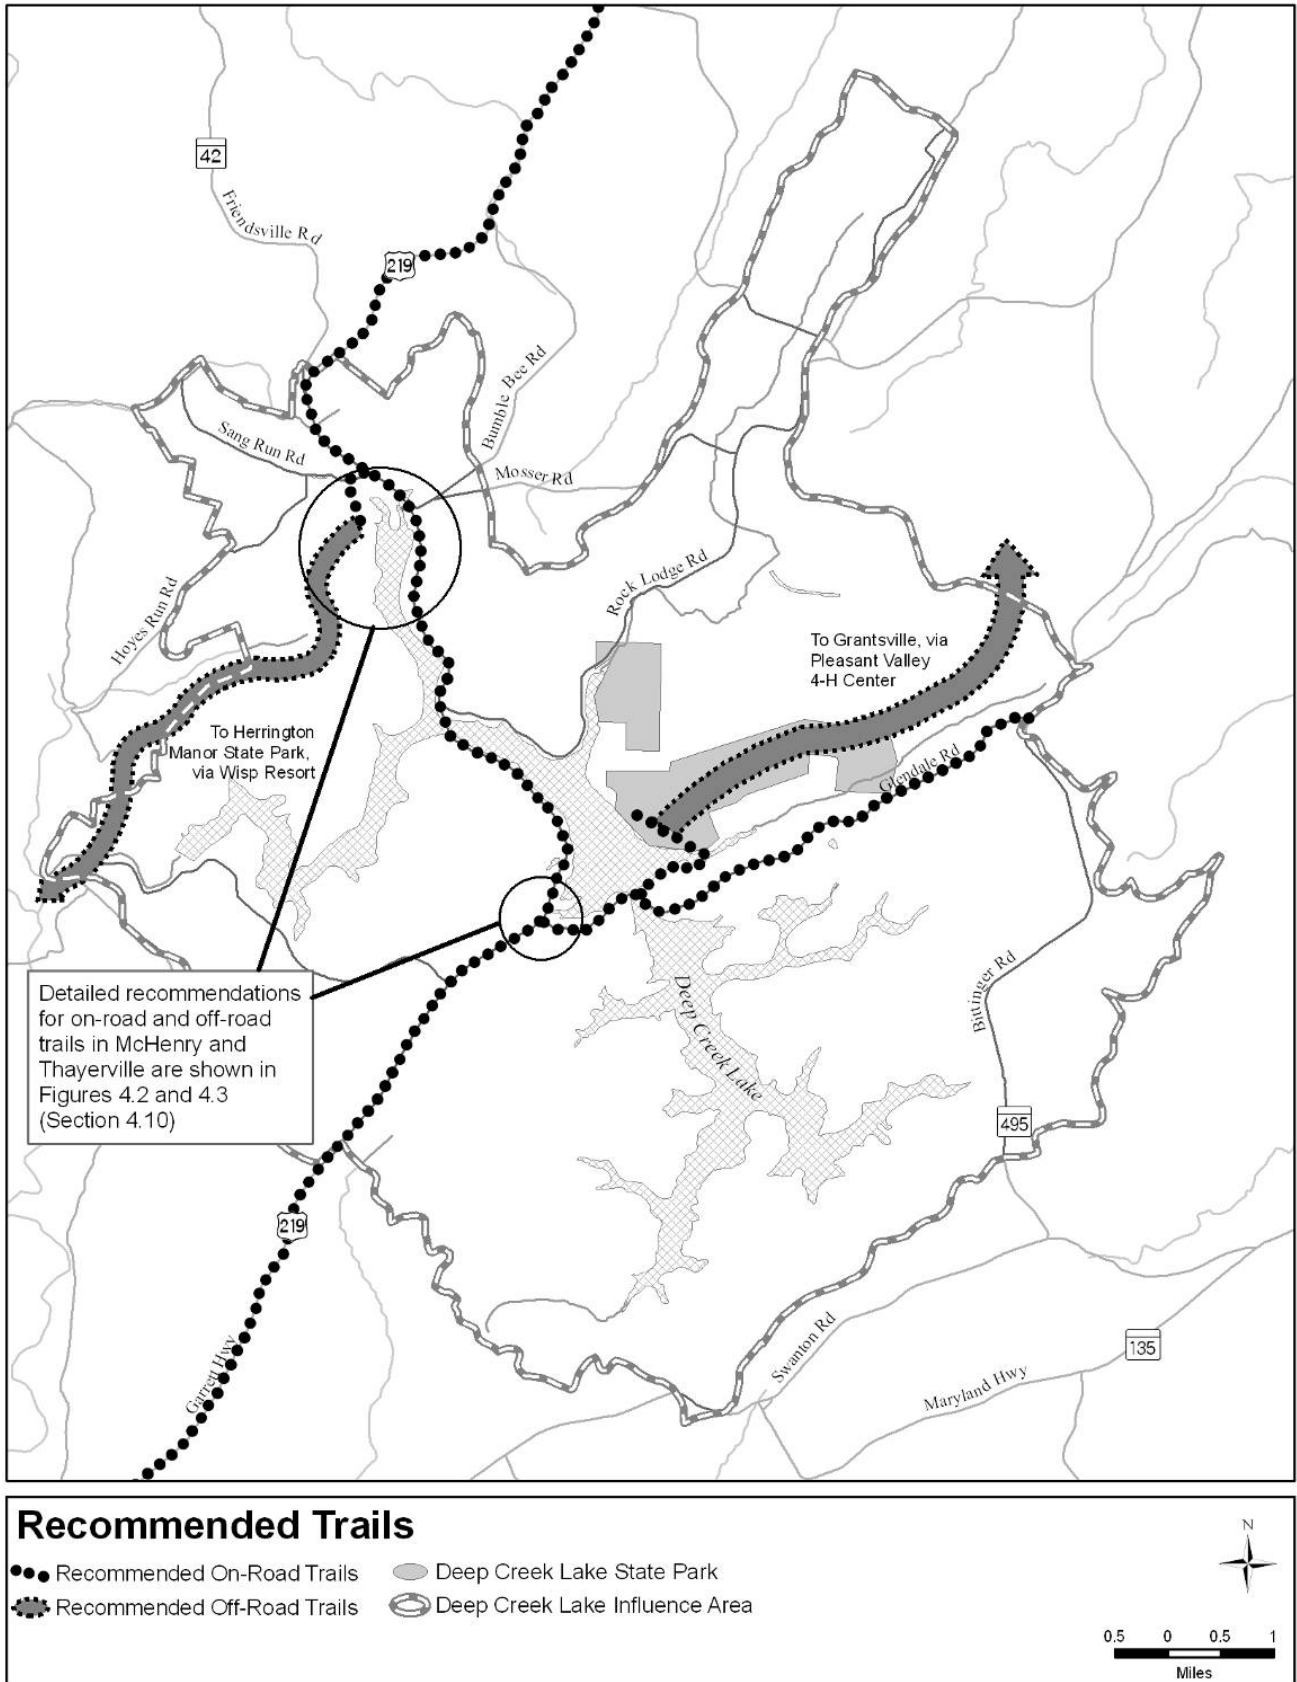 42
Friendsville Rd
219
Bumble Bee Rd
Sang Run Rd
Mosser Rd
Rock Lodge Rd
Hoyes Run Rd
To Grantsville, via
Pleasant Valley
4-H Center
To Herrington
Manor State Park,
via Wisp Resort
Glendale Rd
Detailed recommendations
for on-road and off-road
trails in McHenry and
Thayerville are shown in
Figures 4.2 and 4.3
(Section 4.10)
Deep Creek Lake
Bittinger Rd
495
219
Garrett Hwy
Swanton Rd
135
Maryland Hwy
Recommended Trails
Recommended On-Road Trails
Deep Creek Lake State Park
Recommended Off-Road Trails
Deep Creek Lake Influence Area
N
0.5 0 0.5 1
Miles